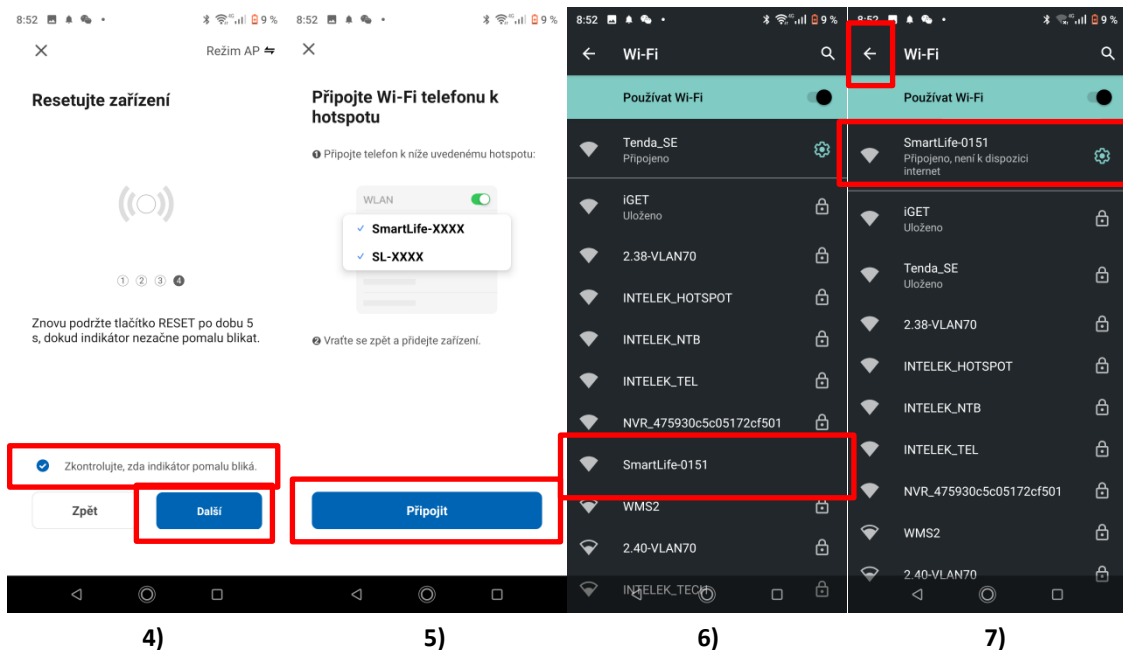 8:52
9 %
Režim AP
Resetujte zařízení
1 2 3 4
Znovu podržte tlačítko RESET po dobu 5
s, dokud indikátor nezačne pomalu blikat.
Zkontrolujte, zda indikátor pomalu bliká.
Zpět
Další
4)
8:52
9 %
Připojte Wi-Fi telefonu k
hotspotu
1 Připojte telefon k níže uvedenému hotspotu:
WLAN
SmartLife-XXXX
SL-XXXX
2 Vraťte se zpět a přidejte zařízení.
Připojit
5)
8:52
9 %
Wi-Fi
Používat Wi-Fi
Tenda_SE
Připojeno
iGET
Uloženo
2.38-VLAN70
INTELEK_HOTSPOT
INTELEK_NTB
INTELEK_TEL
NVR_475930c5c05172cf501
SmartLife-0151
WMS2
2.40-VLAN70
INTELEK_TECH
6)
8:52
9 %
Wi-Fi
Používat Wi-Fi
SmartLife-0151
Připojeno, není k dispozici
internet
iGET
Uloženo
Tenda_SE
Uloženo
2.38-VLAN70
INTELEK_HOTSPOT
INTELEK_NTB
INTELEK_TEL
NVR_475930c5c05172cf501
WMS2
2.40-VLAN70
7)